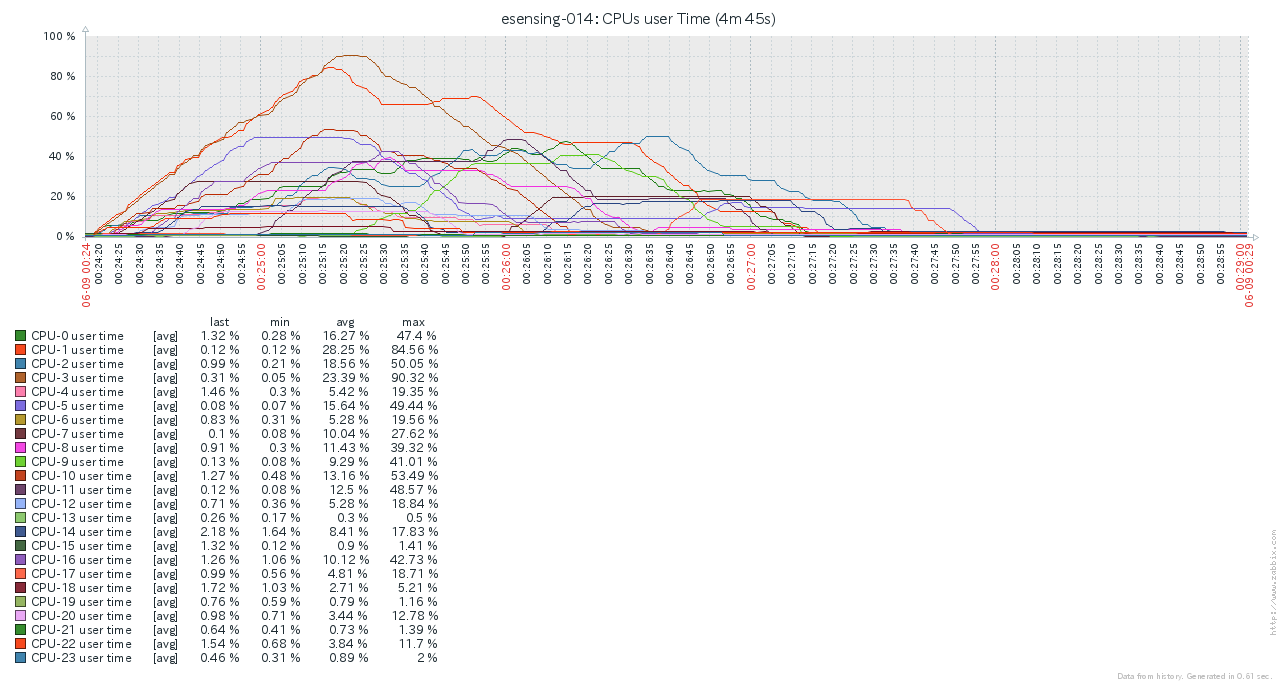 esensing-014: CPUs user Time (4m 45s)
100 %
80 %
60 %
40 %
20 %
0 %
06-09 00:24
00:24:20
00:24:25
00:24:30
00:24:35
00:24:40
00:24:45
00:24:50
00:24:55
00:25:00
00:25:05
00:25:10
00:25:15
00:25:20
00:25:25
00:25:30
00:25:35
00:25:40
00:25:45
00:25:50
00:25:55
00:26:00
00:26:05
00:26:10
00:26:15
00:26:20
00:26:25
00:26:30
00:26:35
00:26:40
00:26:45
00:26:50
00:26:55
00:27:00
00:27:05
00:27:10
00:27:15
00:27:20
00:27:25
00:27:30
00:27:35
00:27:40
00:27:45
00:27:50
00:27:55
00:28:00
00:28:05
00:28:10
00:28:15
00:28:20
00:28:25
00:28:30
00:28:35
00:28:40
00:28:45
00:28:50
00:28:55
00:29:00
06-09 00:29
last min avg max
CPU-0 user time [avg] 1.32 % 0.28 % 16.27 % 47.4 %
CPU-1 user time [avg] 0.12 % 0.12 % 28.25 % 84.56 %
CPU-2 user time [avg] 0.99 % 0.21 % 18.56 % 50.05 %
CPU-3 user time [avg] 0.31 % 0.05 % 23.39 % 90.32 %
CPU-4 user time [avg] 1.46 % 0.3 % 5.42 % 19.35 %
CPU-5 user time [avg] 0.08 % 0.07 % 15.64 % 49.44 %
CPU-6 user time [avg] 0.83 % 0.31 % 5.28 % 19.56 %
CPU-7 user time [avg] 0.1 % 0.08 % 10.04 % 27.62 %
CPU-8 user time [avg] 0.91 % 0.3 % 11.43 % 39.32 %
CPU-9 user time [avg] 0.13 % 0.08 % 9.29 % 41.01 %
CPU-10 user time [avg] 1.27 % 0.48 % 13.16 % 53.49 %
CPU-11 user time [avg] 0.12 % 0.08 % 12.5 % 48.57 %
CPU-12 user time [avg] 0.71 % 0.36 % 5.28 % 18.84 %
CPU-13 user time [avg] 0.26 % 0.17 % 0.3 % 0.5 %
CPU-14 user time [avg] 2.18 % 1.64 % 8.41 % 17.83 %
CPU-15 user time [avg] 1.32 % 0.12 % 0.9 % 1.41 %
CPU-16 user time [avg] 1.26 % 1.06 % 10.12 % 42.73 %
CPU-17 user time [avg] 0.99 % 0.56 % 4.81 % 18.71 %
CPU-18 user time [avg] 1.72 % 1.03 % 2.71 % 5.21 %
CPU-19 user time [avg] 0.76 % 0.59 % 0.79 % 1.16 %
CPU-20 user time [avg] 0.98 % 0.71 % 3.44 % 12.78 %
CPU-21 user time [avg] 0.64 % 0.41 % 0.73 % 1.39 %
CPU-22 user time [avg] 1.54 % 0.68 % 3.84 % 11.7 %
CPU-23 user time [avg] 0.46 % 0.31 % 0.89 % 2 %
http://www.zabbix.com
Data from history. Generated in 0.61 sec.